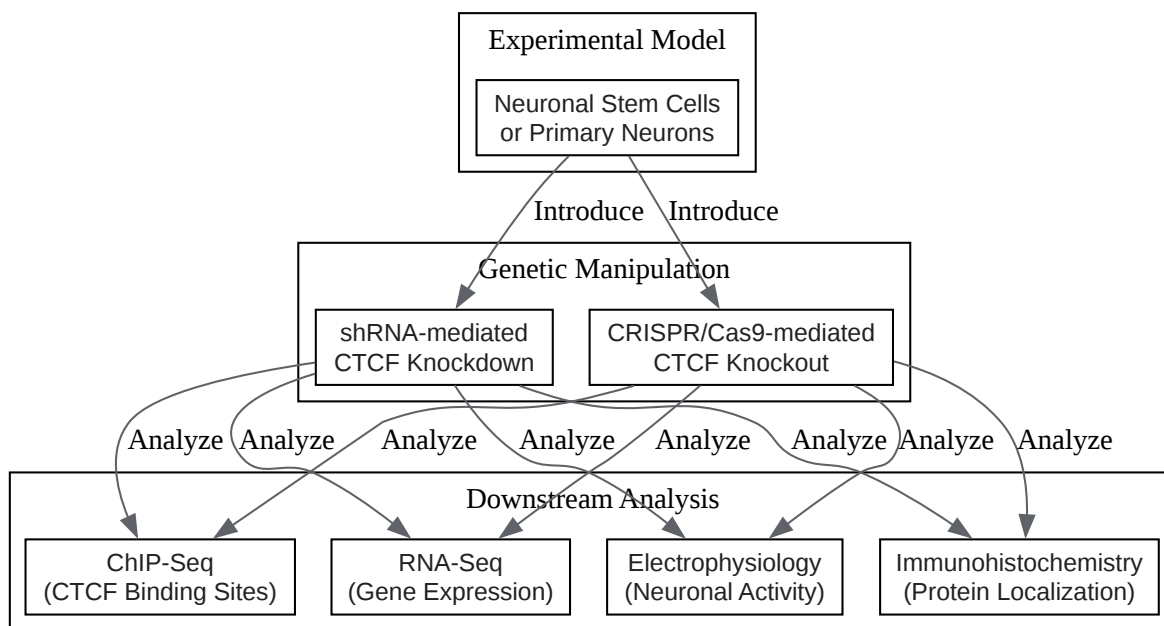 Experimental Model
Neuronal Stem Cells
or Primary Neurons
Introduce Introduce
Genetic Manipulation
shRNA-mediated
CTCF Knockdown
CRISPR/Cas9-mediated
CTCF Knockout
Analyze Analyze Analyze Analyze Analyze Analyze Analyze Analyze
Downstream Analysis
ChIP-Seq
(CTCF Binding Sites)
RNA-Seq
(Gene Expression)
Electrophysiology
(Neuronal Activity)
Immunohistochemistry
(Protein Localization)